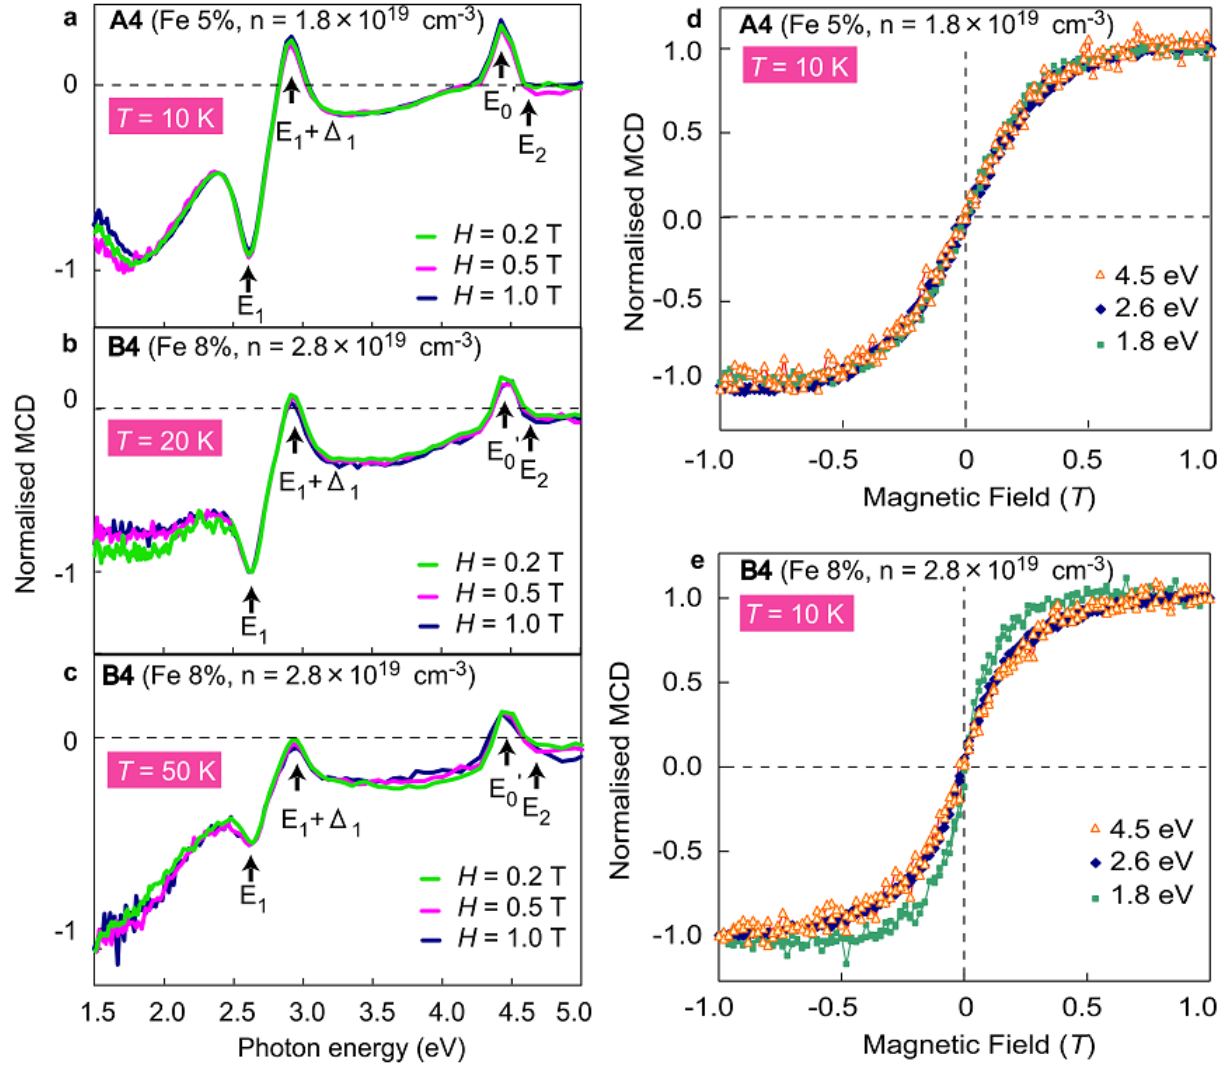 a
A4 (Fe 5%, n = 1.8 × 10¹⁹ cm⁻³)
0
T = 10 K
E₁ + Δ₁
E₀'
E₂
H = 0.2 T
H = 0.5 T
H = 1.0 T
-1
E₁
b
B4 (Fe 8%, n = 2.8 × 10¹⁹ cm⁻³)
0
T = 20 K
E₁ + Δ₁
E₀'
E₂
H = 0.2 T
H = 0.5 T
H = 1.0 T
-1
E₁
c
B4 (Fe 8%, n = 2.8 × 10¹⁹ cm⁻³)
0
T = 50 K
E₁ + Δ₁
E₀'
E₂
H = 0.2 T
H = 0.5 T
H = 1.0 T
-1
E₁
1.5 2.0 2.5 3.0 3.5 4.0 4.5 5.0
Photon energy (eV)
Normalised MCD
d
A4 (Fe 5%, n = 1.8 × 10¹⁹ cm⁻³)
T = 10 K
1.0
0.5
0.0
-0.5
-1.0
4.5 eV
2.6 eV
1.8 eV
-1.0 -0.5 0 0.5 1.0
Magnetic Field (T)
Normalised MCD
e
B4 (Fe 8%, n = 2.8 × 10¹⁹ cm⁻³)
T = 10 K
1.0
0.5
0.0
-0.5
-1.0
4.5 eV
2.6 eV
1.8 eV
-1.0 -0.5 0 0.5 1.0
Magnetic Field (T)
Normalised MCD